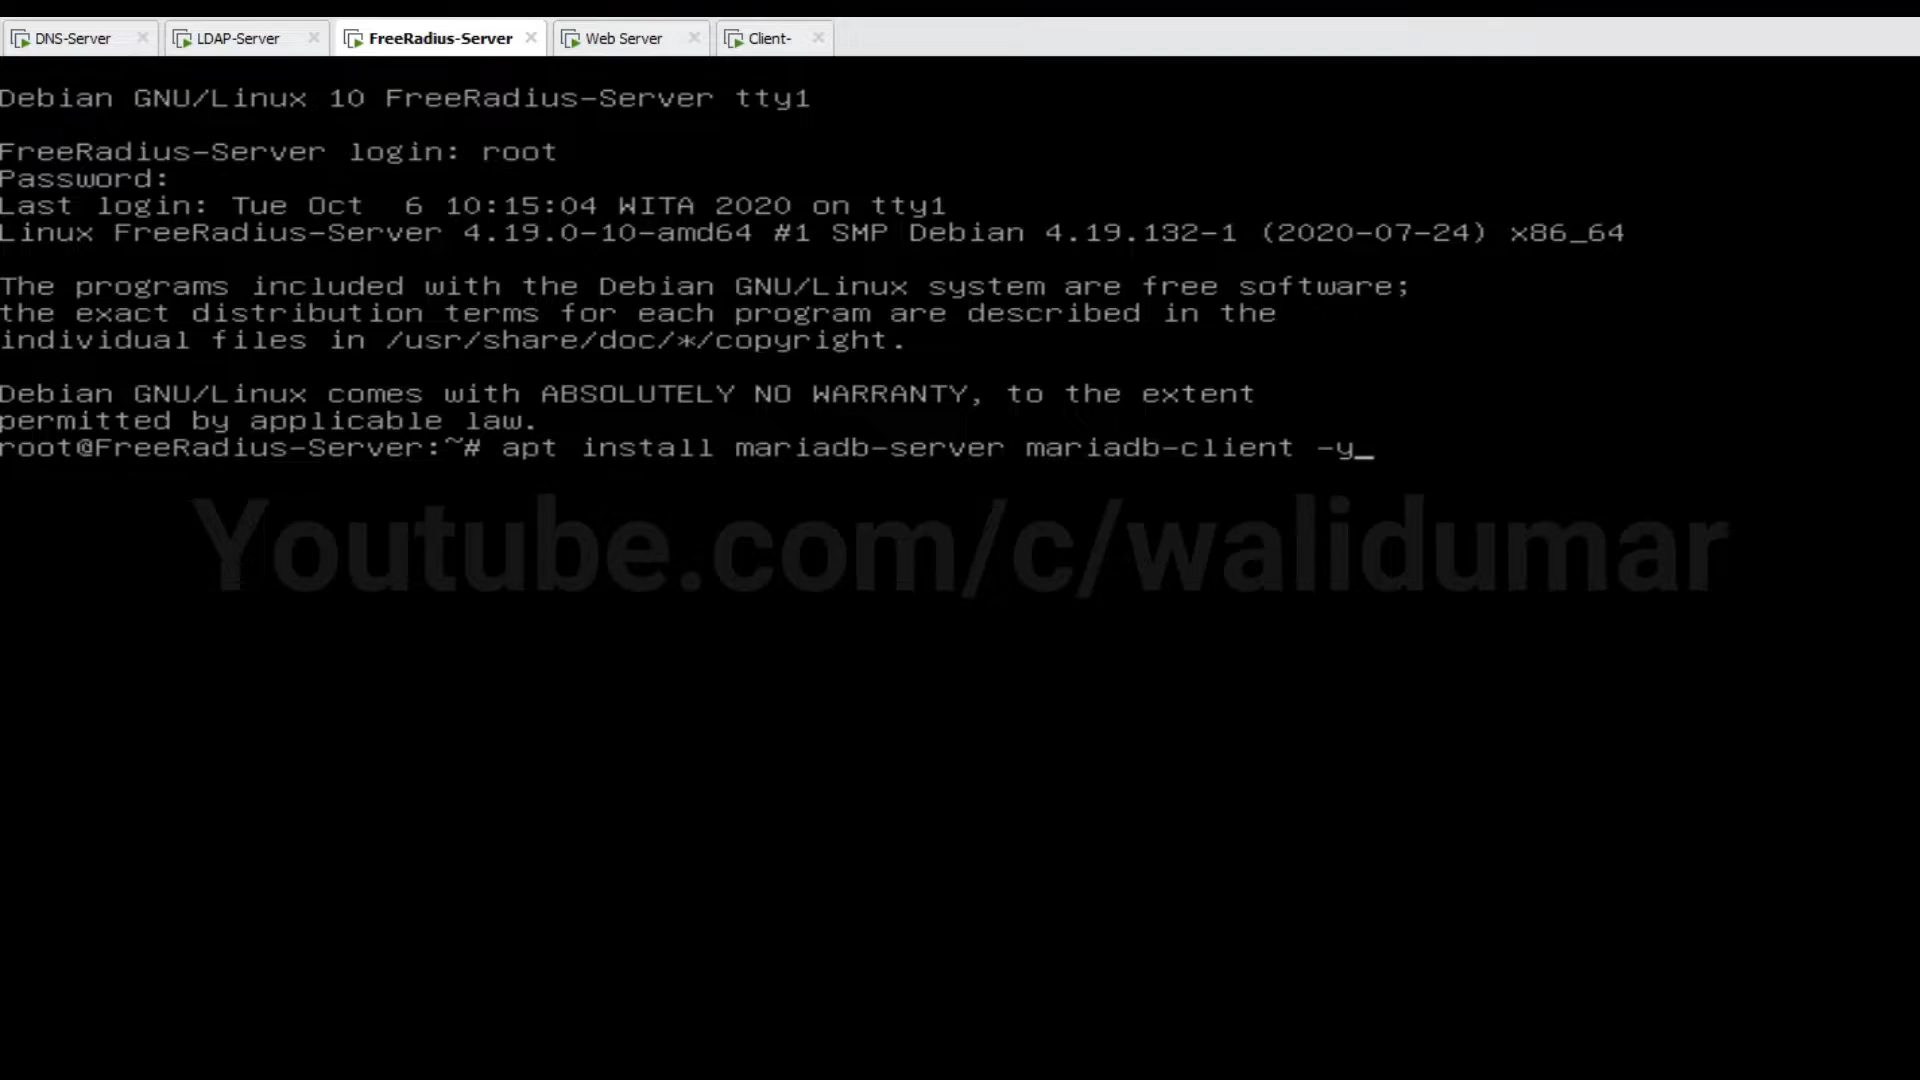 DNS-Server LDAP-Server FreeRadius-Server Web Server Client-
Debian GNU/Linux 10 FreeRadius-Server tty1
FreeRadius-Server login: root
Password:
Last login: Tue Oct  6 10:15:04 WITA 2020 on tty1
Linux FreeRadius-Server 4.19.0-10-amd64 #1 SMP Debian 4.19.132-1 (2020-07-24) x86_64
The programs included with the Debian GNU/Linux system are free software;
the exact distribution terms for each program are described in the
individual files in /usr/share/doc/*/copyright.
Debian GNU/Linux comes with ABSOLUTELY NO WARRANTY, to the extent
permitted by applicable law.
root@FreeRadius-Server:~# apt install mariadb-server mariadb-client -y_
Youtube.com/c/walidumar